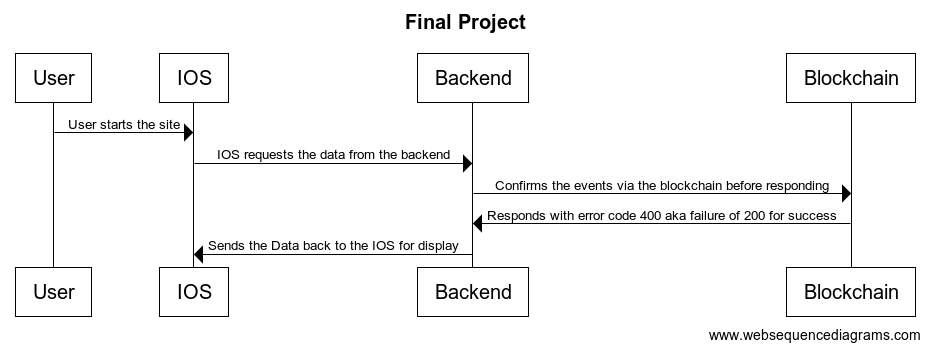 Final Project
User IOS Backend Blockchain
User starts the site
IOS requests the data from the backend
Confirms the events via the blockchain before responding
Responds with error code 400 aka failure of 200 for success
Sends the Data back to the IOS for display
User IOS Backend Blockchain
www.websequencediagrams.com